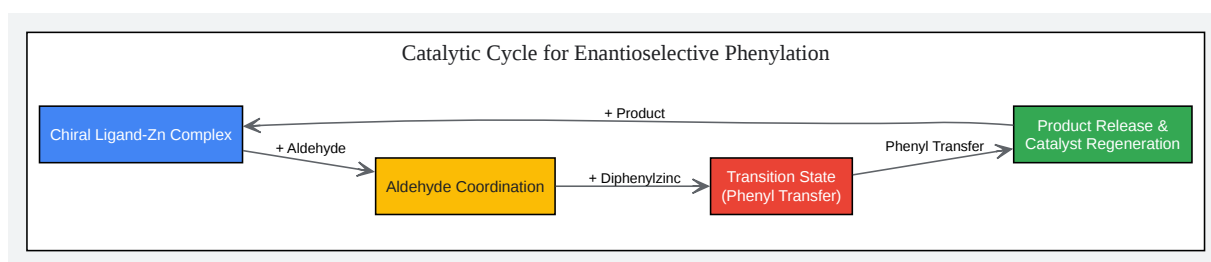 Catalytic Cycle for Enantioselective Phenylation
+ Product
Chiral Ligand-Zn Complex
+ Aldehyde
Aldehyde Coordination
+ Diphenylzinc
Transition State
(Phenyl Transfer)
Phenyl Transfer
Product Release &
Catalyst Regeneration